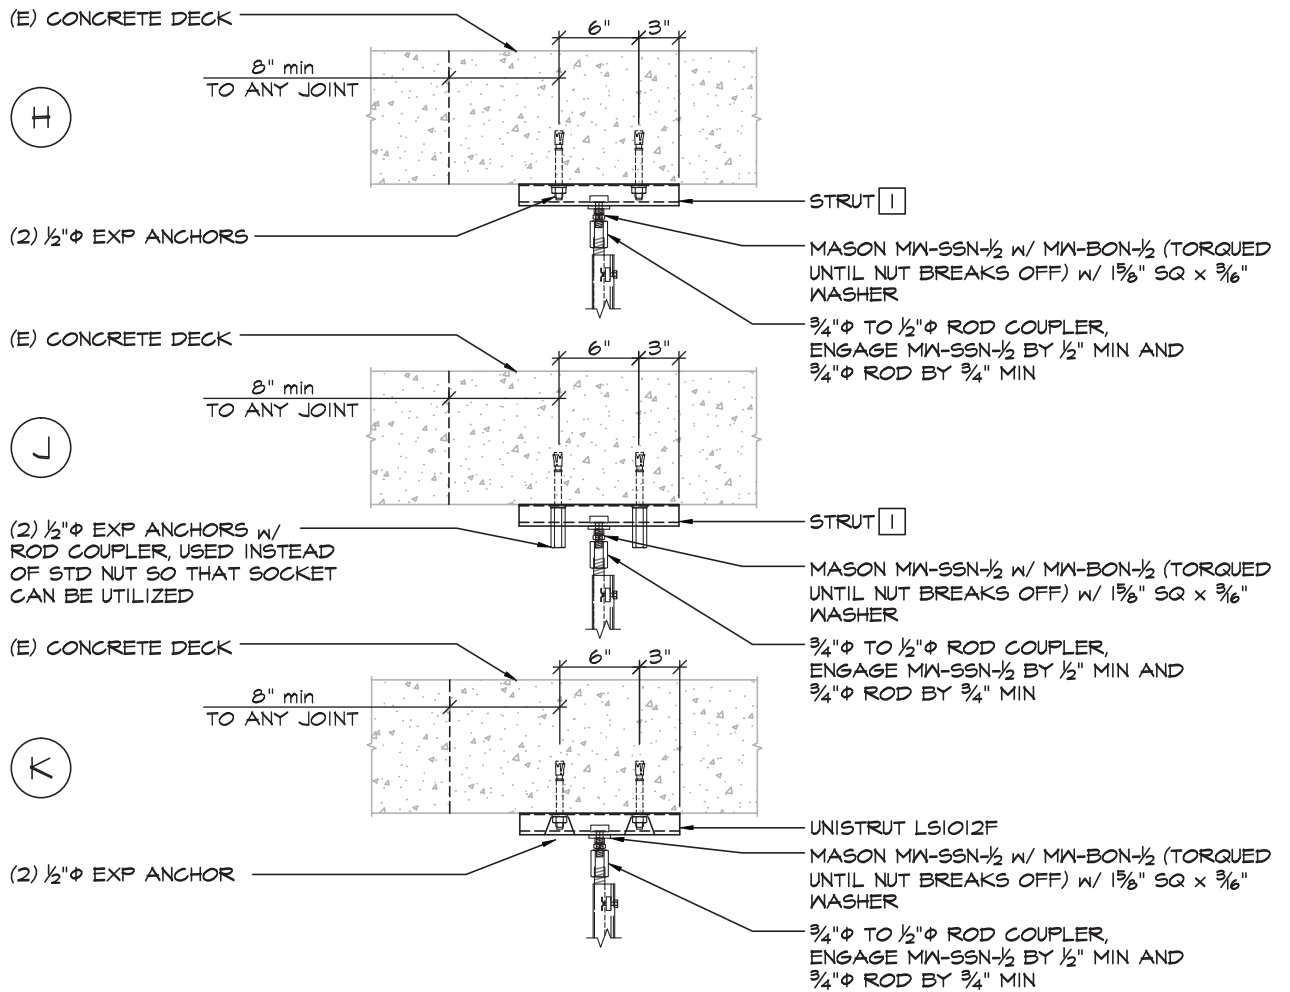 (E) CONCRETE DECK
6" 3"
8" min
TO ANY JOINT
H
STRUT 1
(2) ½"Φ EXP ANCHORS
MASON MW-SSN-½ w/ MW-BON-½ (TORQUED
UNTIL NUT BREAKS OFF) w/ 1⅝" SQ x 3/16"
WASHER
¾"Φ TO ½"Φ ROD COUPLER,
ENGAGE MW-SSN-½ BY ½" MIN AND
¾"Φ ROD BY ¾" MIN
(E) CONCRETE DECK
6" 3"
8" min
TO ANY JOINT
J
STRUT 1
(2) ½"Φ EXP ANCHORS w/
ROD COUPLER, USED INSTEAD
OF STD NUT SO THAT SOCKET
CAN BE UTILIZED
MASON MW-SSN-½ w/ MW-BON-½ (TORQUED
UNTIL NUT BREAKS OFF) w/ 1⅝" SQ x 3/16"
WASHER
¾"Φ TO ½"Φ ROD COUPLER,
ENGAGE MW-SSN-½ BY ½" MIN AND
¾"Φ ROD BY ¾" MIN
(E) CONCRETE DECK
6" 3"
8" min
TO ANY JOINT
K
UNISTRUT LS1012F
(2) ½"Φ EXP ANCHOR
MASON MW-SSN-½ w/ MW-BON-½ (TORQUED
UNTIL NUT BREAKS OFF) w/ 1⅝" SQ x 3/16"
WASHER
¾"Φ TO ½"Φ ROD COUPLER,
ENGAGE MW-SSN-½ BY ½" MIN AND
¾"Φ ROD BY ¾" MIN